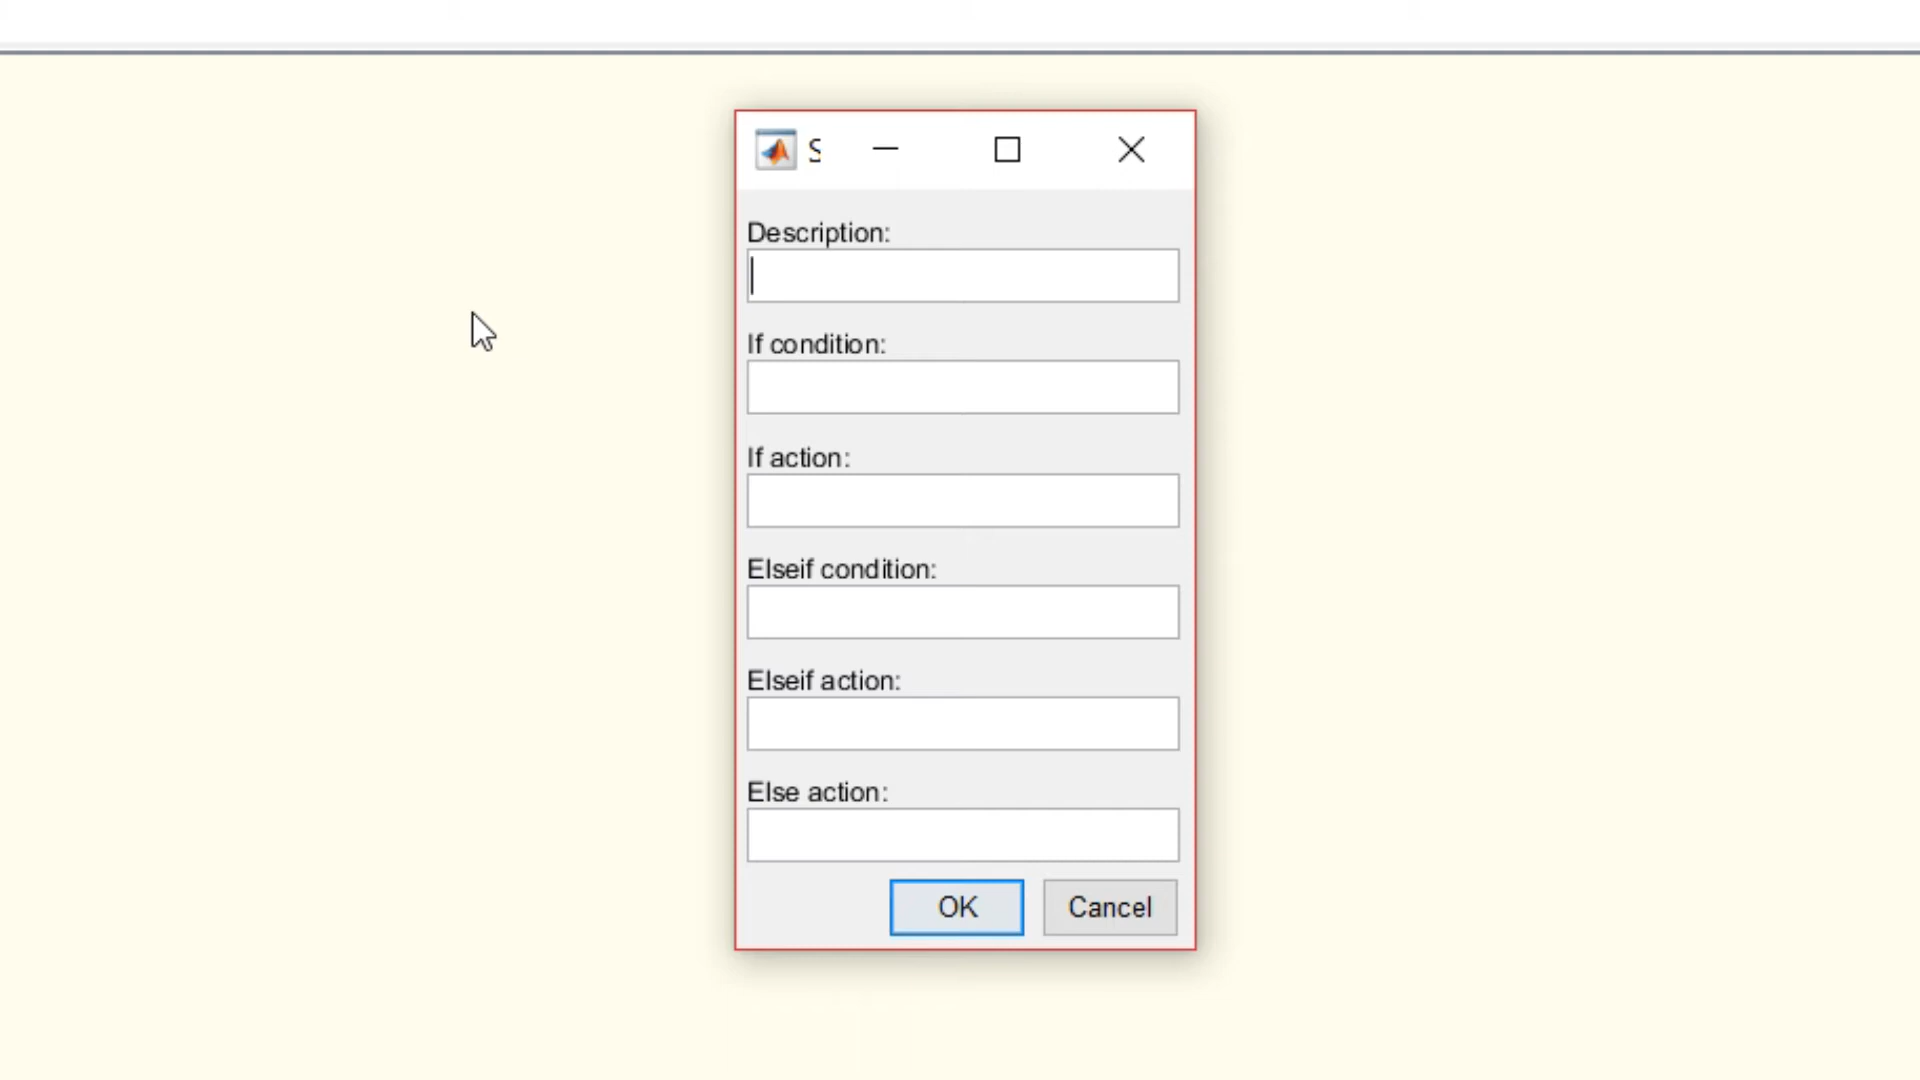 S
Description:
If condition:
If action:
Elseif condition:
Elseif action:
Else action:
OK Cancel